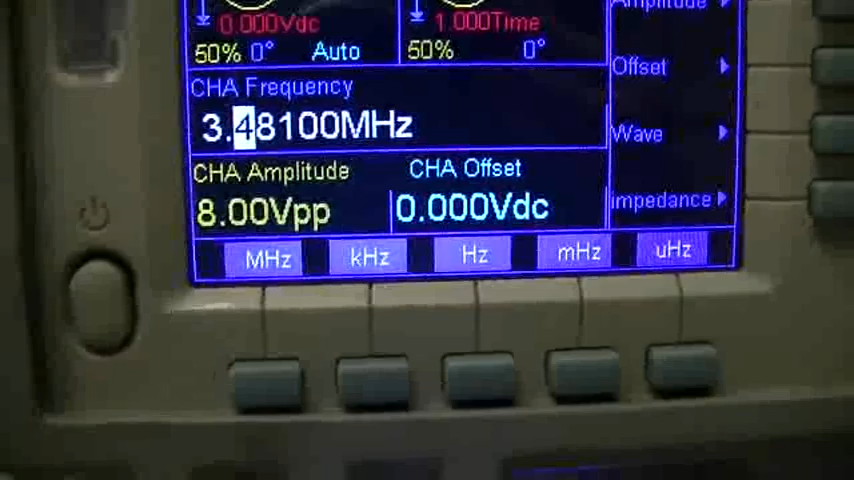 Amplitude
0.000Vdc 1.000Time
50% 0° Auto 50% 0°
Offset
CHA Frequency
3.48100MHz
Wave
CHA Amplitude CHA Offset
8.00Vpp 0.000Vdc
impedance
MHz kHz Hz mHz uHz